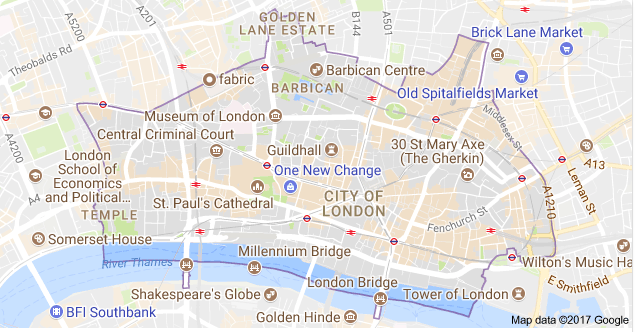 GOLDEN
LANE ESTATE
A5201
B144
A501
Brick Lane Market
Theobalds Rd
fabric
Barbican Centre
BARBICAN
Old Spitalfields Market
A5200
Museum of London
Middlesex St
Central Criminal Court
Guildhall
30 St Mary Axe
(The Gherkin)
A13
A4200
London
School of
Economics
and Political...
One New Change
Leman St
A4
St. Paul's Cathedral
CITY OF
LONDON
A1210
TEMPLE
Fenchurch St
Somerset House
Millennium Bridge
Wilton's Music Ha
River Thames
London Bridge
E Smithfield
Shakespeare's Globe
Tower of London
BFI Southbank
Golden Hinde
Map data ©2017 Google